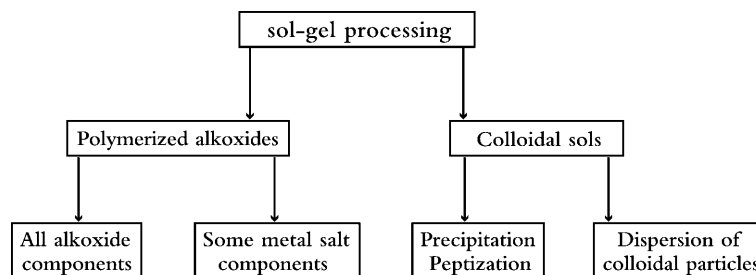 sol-gel processing
Polymerized alkoxides
Colloidal sols
All alkoxide
components
Some metal salt
components
Precipitation
Peptization
Dispersion of
colloidal particles